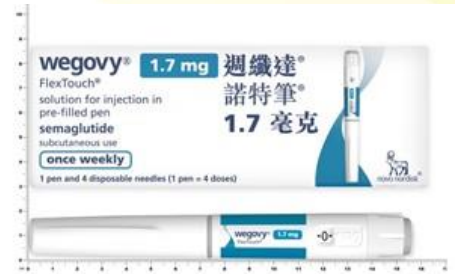 wegovy® 1.7 mg
FlexTouch®
solution for injection in
pre-filled pen
semaglutide
subcutaneous use
once weekly
1 pen and 4 disposable needles (1 pen = 4 doses)
週纖達®
諾特筆®
1.7 毫克
novo nordisk
wegovy® 1.7 mg
FlexTouch®
0